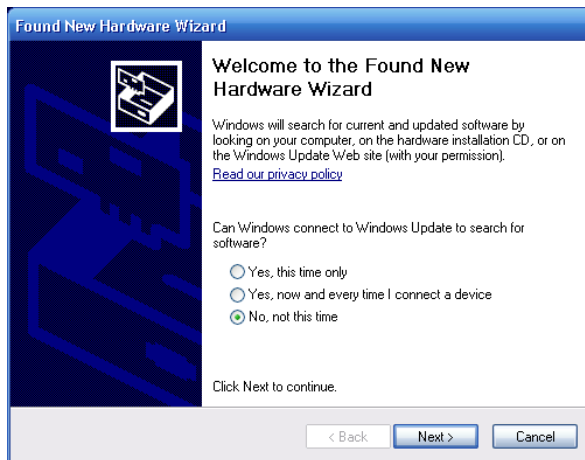 Found New Hardware Wizard
Welcome to the Found New
Hardware Wizard
Windows will search for current and updated software by
looking on your computer, on the hardware installation CD, or on
the Windows Update Web site (with your permission).
Read our privacy policy
Can Windows connect to Windows Update to search for
software?
Yes, this time only
Yes, now and every time I connect a device
No, not this time
Click Next to continue.
< Back Next > Cancel